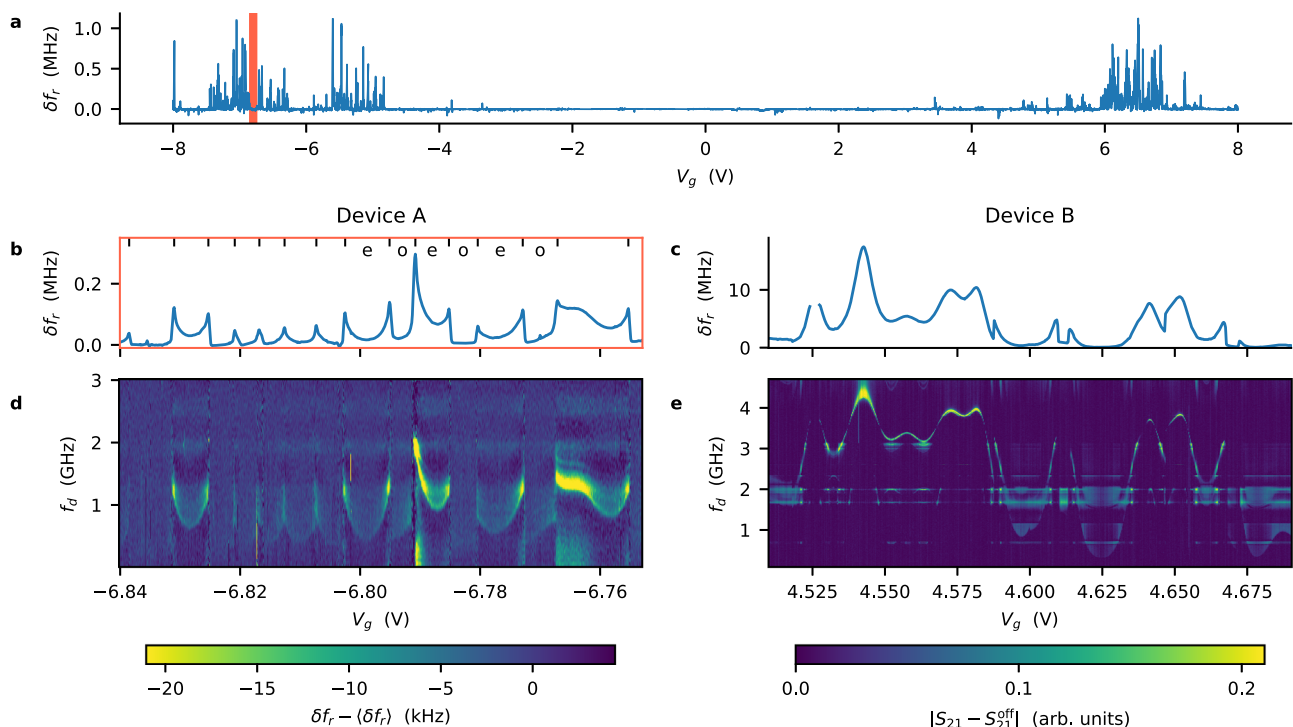 a
δf_r (MHz)
1.0
0.5
0.0
−8 −6 −4 −2 0 2 4 6 8
V_g (V)
Device A
Device B
b
δf_r (MHz)
0.2
0.0
e o e o e o
c
δf_r (MHz)
10
0
d
f_d (GHz)
3
2
1
−6.84 −6.82 −6.80 −6.78 −6.76
V_g (V)
e
f_d (GHz)
4
3
2
1
4.525 4.550 4.575 4.600 4.625 4.650 4.675
V_g (V)
−20 −15 −10 −5 0
δf_r − ⟨δf_r⟩ (kHz)
0.0 0.1 0.2
|S_21 − S_21^off| (arb. units)